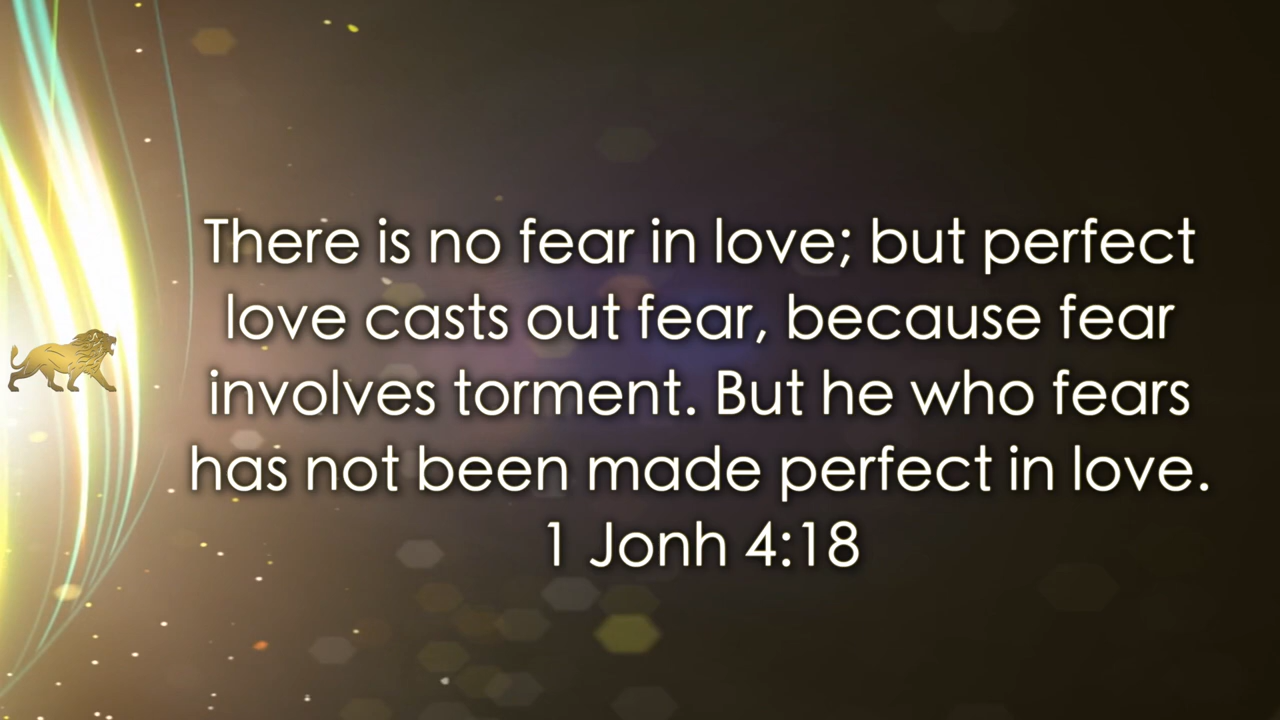 There is no fear in love; but perfect
love casts out fear, because fear
involves torment. But he who fears
has not been made perfect in love.
1 Jonh 4:18